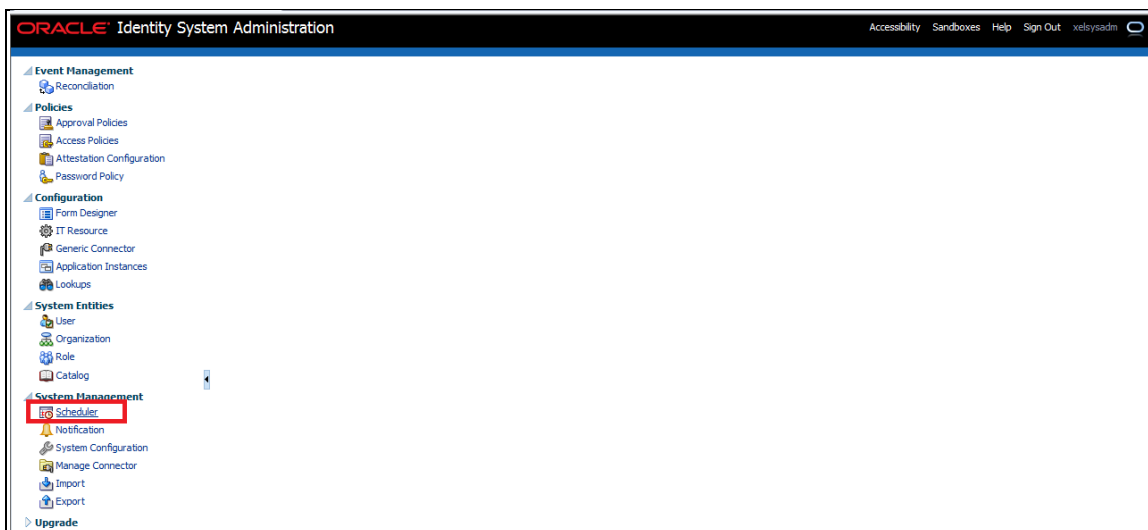 ORACLE Identity System Administration
Accessibility Sandboxes Help Sign Out xelsysadm
Event Management
Reconciliation
Policies
Approval Policies
Access Policies
Attestation Configuration
Password Policy
Configuration
Form Designer
IT Resource
Generic Connector
Application Instances
Lookups
System Entities
User
Organization
Role
Catalog
System Management
Scheduler
Notification
System Configuration
Manage Connector
Import
Export
Upgrade